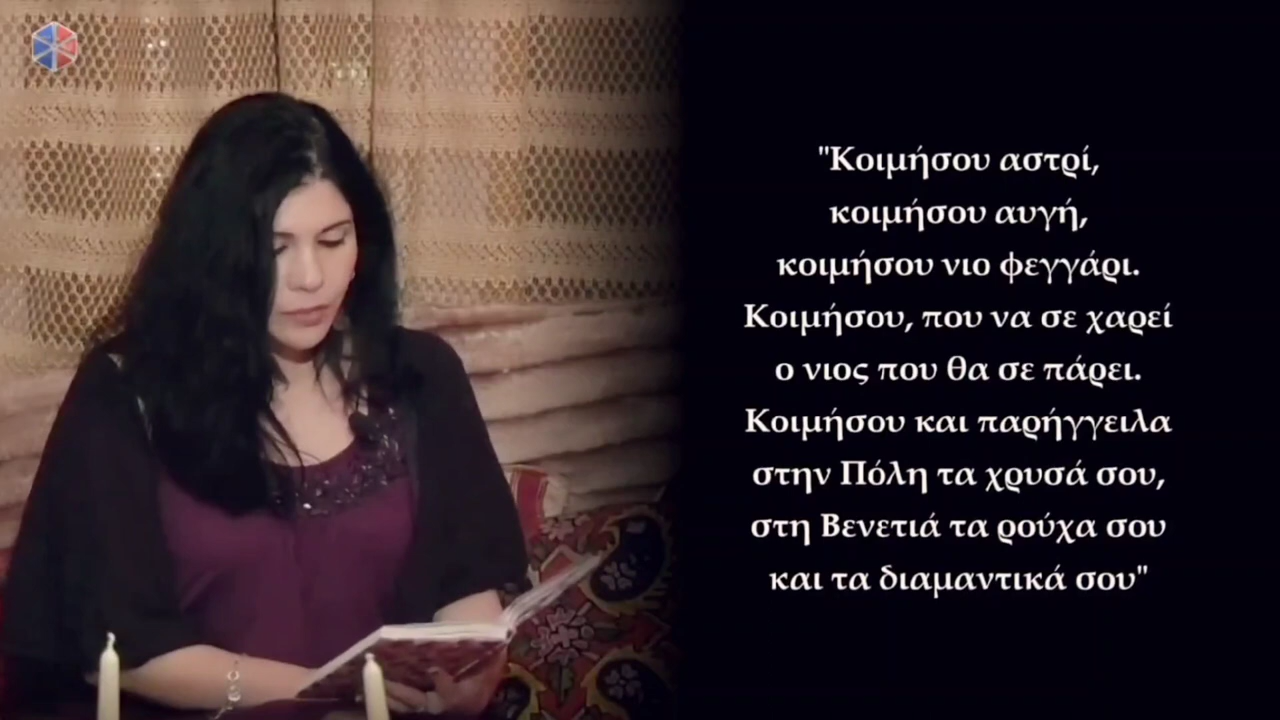 "Κοιμήσου αστρί,
κοιμήσου αυγή,
κοιμήσου νιο φεγγάρι.
Κοιμήσου, που να σε χαρεί
ο νιος που θα σε πάρει.
Κοιμήσου και παρήγγειλα
στην Πόλη τα χρυσά σου,
στη Βενετιά τα ρούχα σου
και τα διαμαντικά σου"